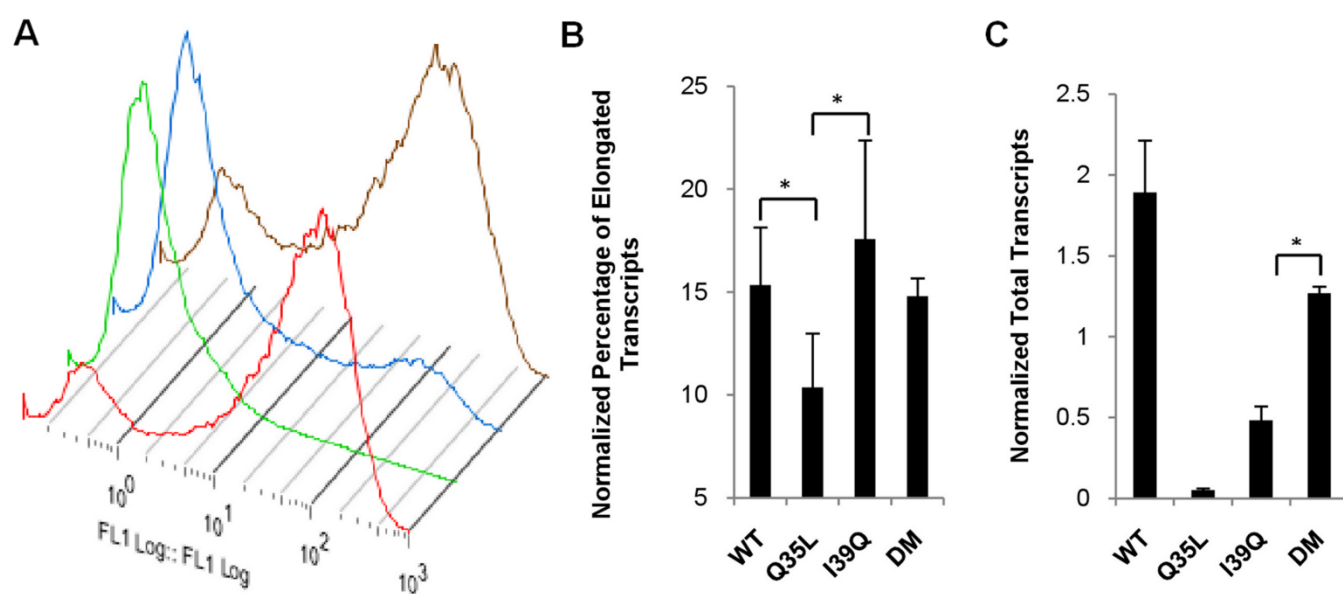 A
10^0
10^1
10^2
10^3
FL1 Log:: FL1 Log
B
Normalized Percentage of Elongated
Transcripts
25
20
15
10
5
*
*
WT
Q35L
I39Q
DM
C
Normalized Total Transcripts
2.5
2
1.5
1
0.5
0
*
WT
Q35L
I39Q
DM